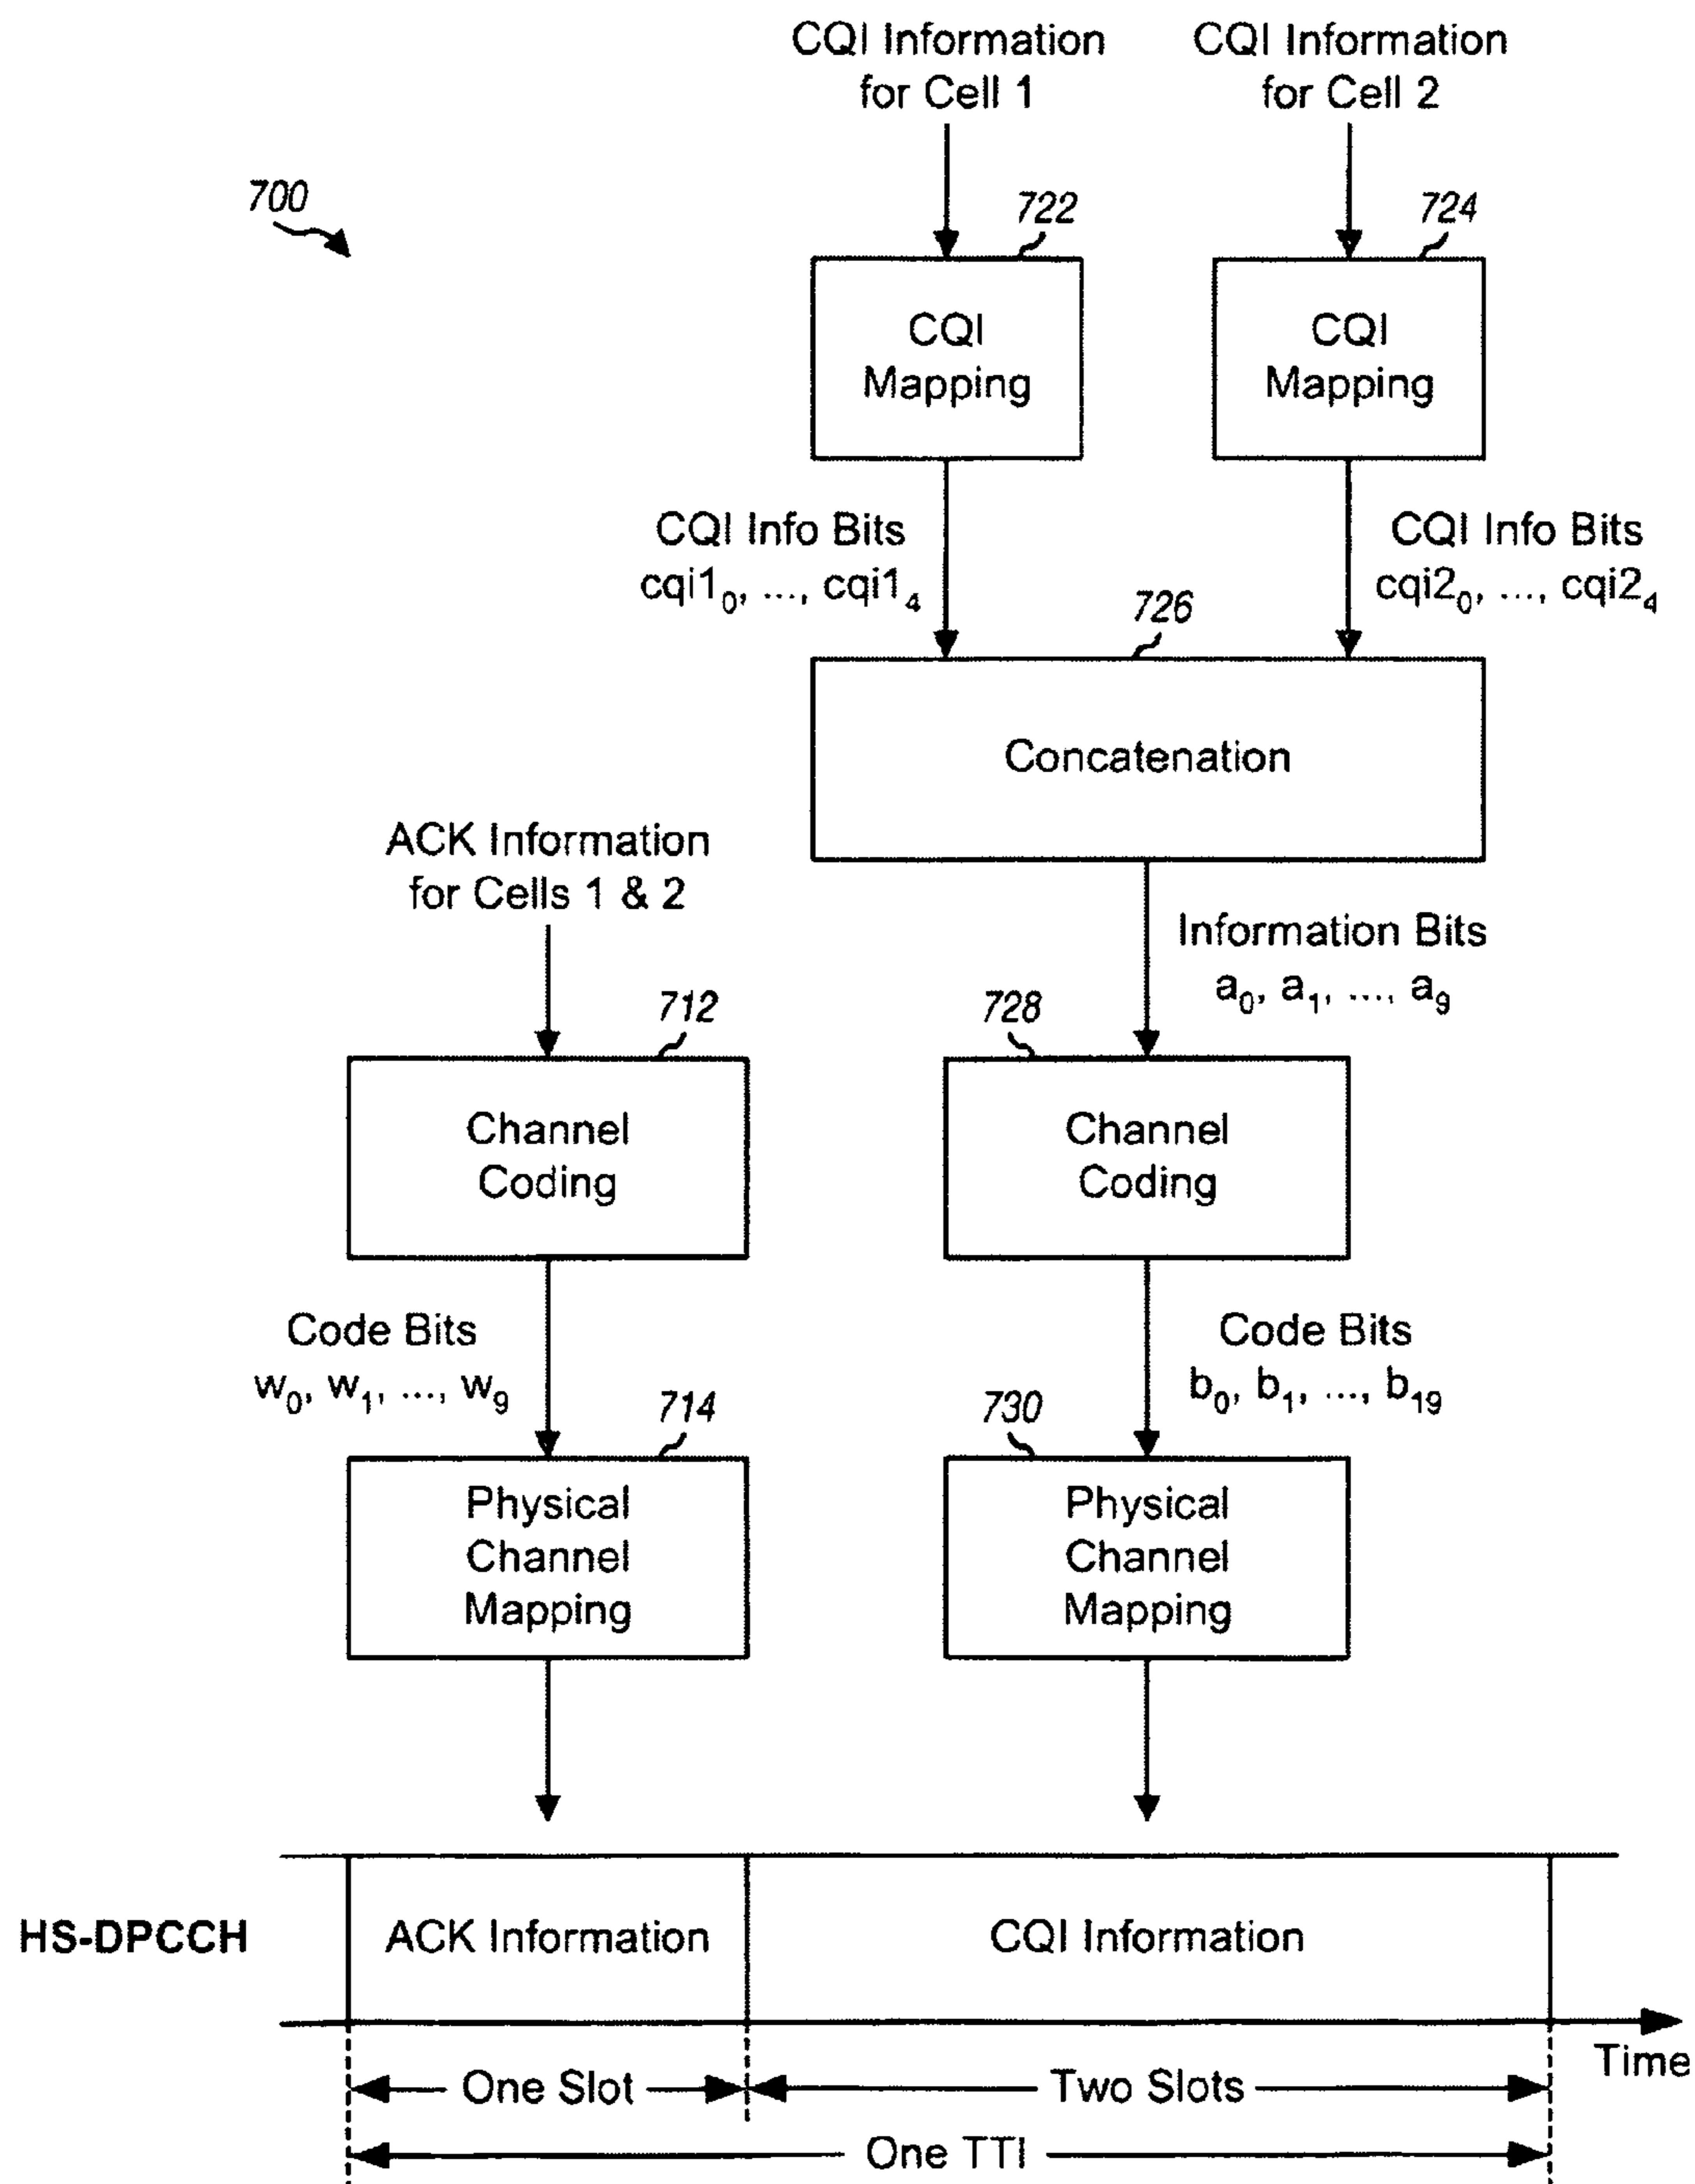 CQI Information for Cell 1
CQI Information for Cell 2
700
722
724
CQI Mapping
CQI Mapping
CQI Info Bits
cqi1₀, ..., cqi1₄
CQI Info Bits
cqi2₀, ..., cqi2₄
726
Concatenation
ACK Information for Cells 1 & 2
Information Bits
a₀, a₁, ..., a₉
712
728
Channel Coding
Channel Coding
Code Bits
w₀, w₁, ..., w₉
Code Bits
b₀, b₁, ..., b₁₉
714
730
Physical Channel Mapping
Physical Channel Mapping
HS-DPCCH
ACK Information
CQI Information
Time
One Slot
Two Slots
One TTI